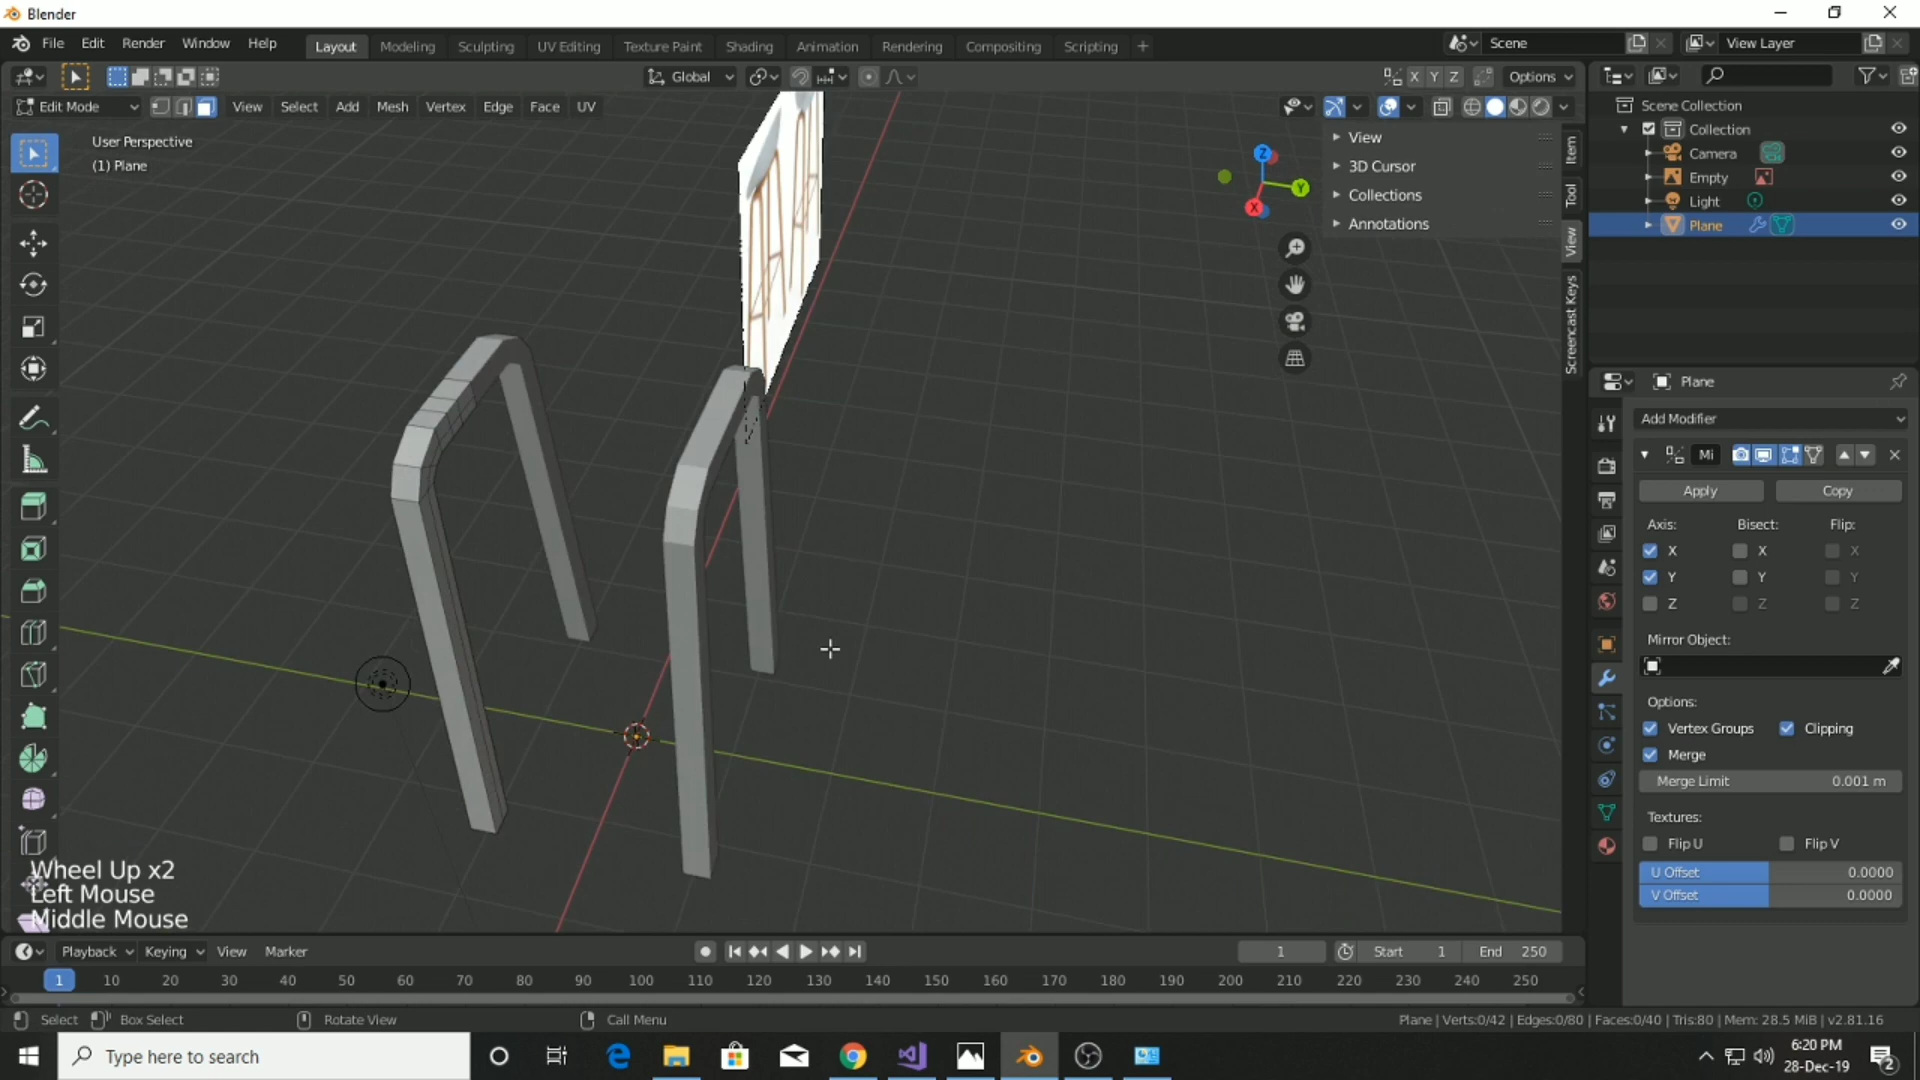 Blender
File Edit Render Window Help Layout Modeling Sculpting UV Editing Texture Paint Shading Animation Rendering Compositing Scripting + Scene View Layer
Global X Y Z Options
Edit Mode View Select Add Mesh Vertex Edge Face UV
User Perspective
(1) Plane
View
3D Cursor
Collections
Annotations
Item
Tool
View
Screencast Keys
Z
Y
X
Scene Collection
Collection
Camera
Empty
Light
Plane
Plane
Add Modifier
Mi
Apply Copy
Axis: Bisect: Flip:
X X X
Y Y Y
Z Z Z
Mirror Object:
Options:
Vertex Groups Clipping
Merge
Merge Limit 0.001 m
Textures:
Flip U Flip V
U Offset 0.0000
V Offset 0.0000
Wheel Up x2
Left Mouse
Middle Mouse
Playback Keying View Marker 1 Start 1 End 250
1 10 20 30 40 50 60 70 80 90 100 110 120 130 140 150 160 170 180 190 200 210 220 230 240 250
Select Box Select Rotate View Call Menu Plane | Verts:0/42 | Edges:0/80 | Faces:0/40 | Tris:80 | Mem: 28.5 MiB | v2.81.16
Type here to search
6:20 PM
28-Dec-19
2